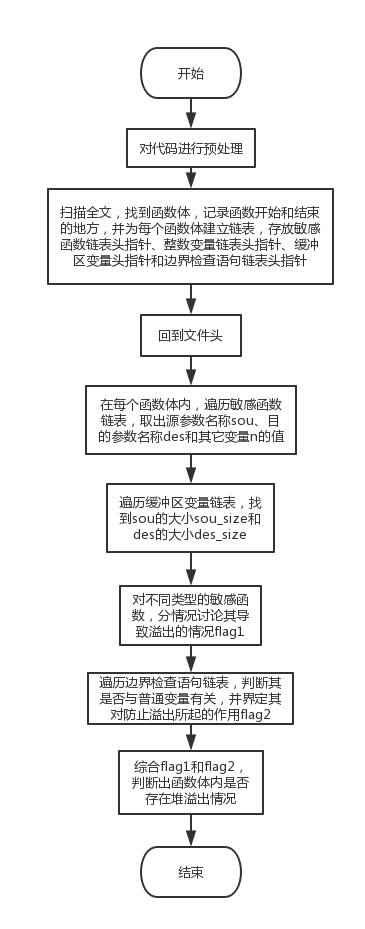 开始
对代码进行预处理
扫描全文，找到函数体，记录函数开始和结束
的地方，并为每个函数体建立链表，存放敏感
函数链表头指针、整数变量链表头指针、缓冲
区变量头指针和边界检查语句链表头指针
回到文件头
在每个函数体内，遍历敏感函数
链表，取出源参数名称sou、目
的参数名称des和其它变量n的值
遍历缓冲区变量链表，找
到sou的大小sou_size和
des的大小des_size
对不同类型的敏感函
数，分情况讨论其导
致溢出的情况flag1
遍历边界检查语句链表，判断其
是否与普通变量有关，并界定其
对防止溢出所起的作用flag2
综合flag1和flag2，
判断出函数体内是否
存在堆溢出情况
结束